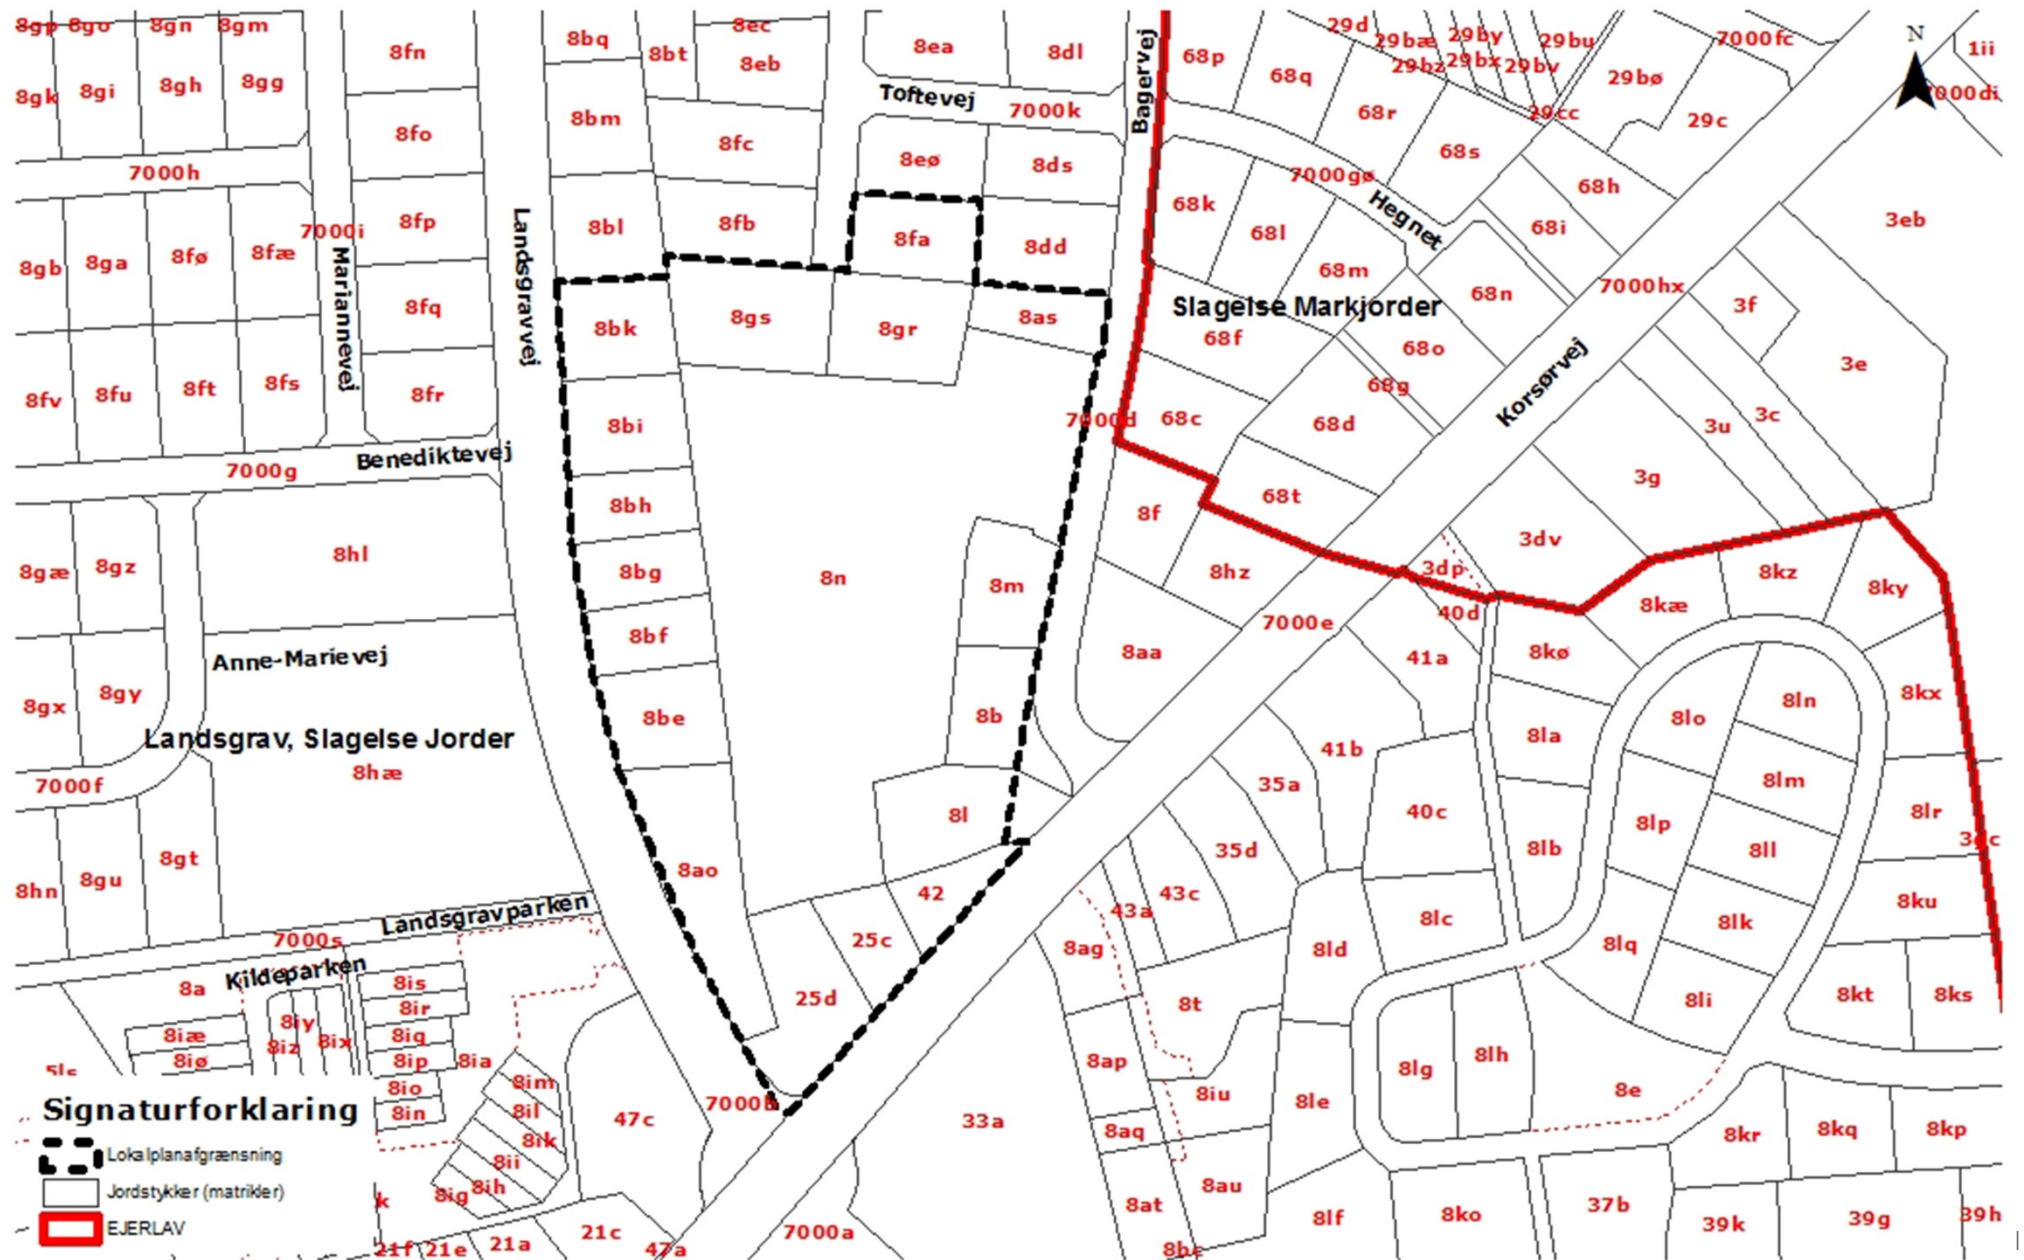 8gp 8go 8gn 8gm 8bq 8ec 29d 29by 7000fc
8fn 8bt 8eb 8ea 8dl 68p 68q 29bæ 29bx 29bu 1ii
8gk 8gi 8gh 8gg 29bz 29bv 29bø N
Toftevej 7000k Bagervej 68r 29cc 29c 7000di
8bm 8fo 8fc 68s
7000h 8eø 8ds 7000gø 68h
8fp 8bl 8fb 68k Hegnet 68i 3eb
7000i 8fa 8dd 68l
8gb 8ga 8fø 8fæ 68m 7000hx
Mariannevej Landsgravvej 68n
8fq 8bk 8gs 8gr 8as Slagelse Markjorder 3f
68f 68o
8fv 8fu 8ft 8fs 8fr 68g Korsørvej 3e
8bi 7000d 68c 68d 3u 3c
7000g Benediktevej 3g
8bh 8f 68t
8gæ 8gz 8hl 3dv
8bg 8n 8m 8hz 3dp 8kz 8ky
40d 8kæ
8bf 7000e
Anne-Marievej 8aa 41a 8kø
8gx 8gy 8be 8b 8lo 8ln 8kx
Landsgrav, Slagelse Jorder 41b 8la
7000f 8hæ 35a 8lm
8l 40c 8lp 8lr
8gt 8ao 35d 8lb 8ll
8hn 8gu 42 43c
Landsgravparken 43a 8lc 8lk 8ku
7000s 25c 8ag 8ld 8lq
Kildeparken
8a 8is 25d 8t 8li 8kt 8ks
8ir
8iæ 8iy 8iq
8iø 8iz 8ix 8ip 8ia 8ap 8lg 8lh
8io 8im 8iu 8e
Signaturforklaring 8in 8il 7000b 47c 33a 8le
8ik 8aq 8kr 8kq 8kp
Lokalplanafgrænsning 8ii
Jordstykker (matrikler) 8ig 8ih 8at 8au 8lf 8ko 37b 39k 39g 39h
EJERLAV 21f 21e 21a 21c 47a 7000a